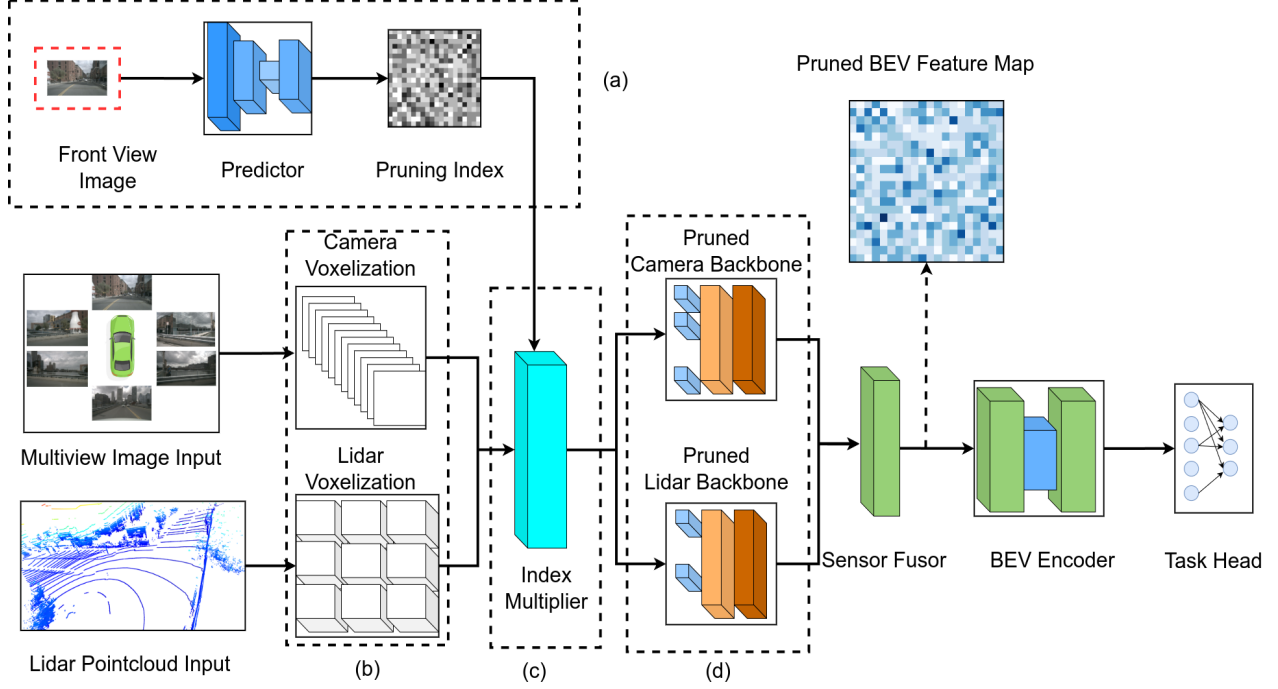 (a)
Front View
Image
Predictor
Pruning Index
Pruned BEV Feature Map
Camera
Voxelization
Pruned
Camera Backbone
Multiview Image Input
Lidar
Voxelization
Pruned
Lidar Backbone
Index
Multiplier
Sensor Fusor
BEV Encoder
Task Head
Lidar Pointcloud Input
(b)
(c)
(d)